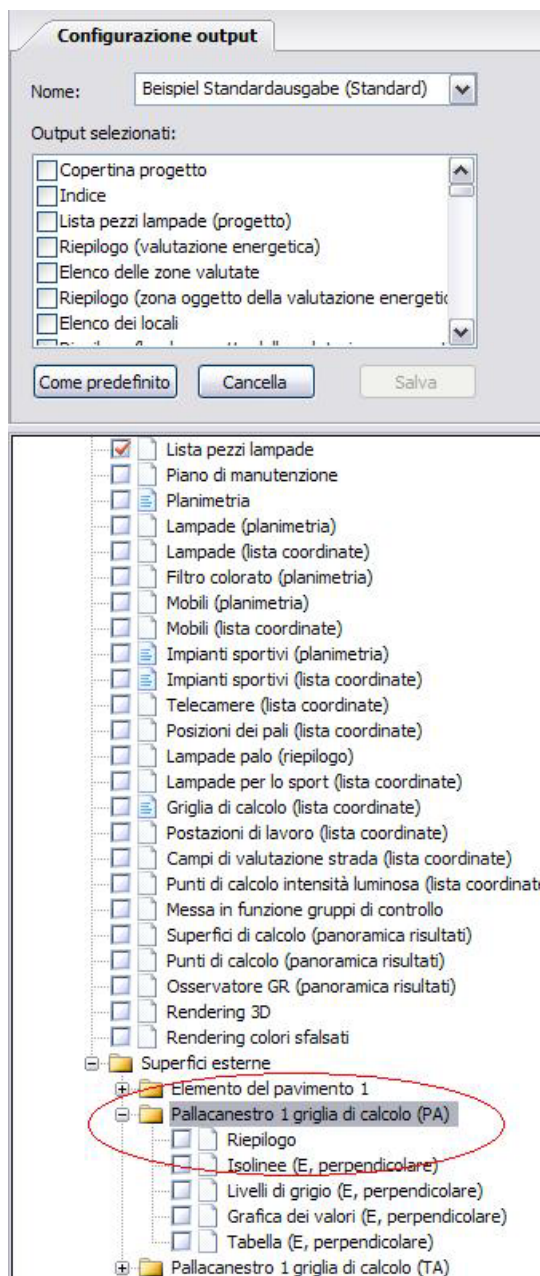 Configurazione output
Nome: Beispiel Standardausgabe (Standard)
Output selezionati:
Copertina progetto
Indice
Lista pezzi lampade (progetto)
Riepilogo (valutazione energetica)
Elenco delle zone valutate
Riepilogo (zona oggetto della valutazione energetic
Elenco dei locali
Come predefinito Cancella Salva
Lista pezzi lampade
Piano di manutenzione
Planimetria
Lampade (planimetria)
Lampade (lista coordinate)
Filtro colorato (planimetria)
Mobili (planimetria)
Mobili (lista coordinate)
Impianti sportivi (planimetria)
Impianti sportivi (lista coordinate)
Telecamere (lista coordinate)
Posizioni dei pali (lista coordinate)
Lampade palo (riepilogo)
Lampade per lo sport (lista coordinate)
Griglia di calcolo (lista coordinate)
Postazioni di lavoro (lista coordinate)
Campi di valutazione strada (lista coordinate)
Punti di calcolo intensità luminosa (lista coordinate
Messa in funzione gruppi di controllo
Superfici di calcolo (panoramica risultati)
Punti di calcolo (panoramica risultati)
Osservatore GR (panoramica risultati)
Rendering 3D
Rendering colori sfalsati
Superfici esterne
Elemento del pavimento 1
Pallacanestro 1 griglia di calcolo (PA)
Riepilogo
Isolinee (E, perpendicolare)
Livelli di grigio (E, perpendicolare)
Grafica dei valori (E, perpendicolare)
Tabella (E, perpendicolare)
Pallacanestro 1 griglia di calcolo (TA)